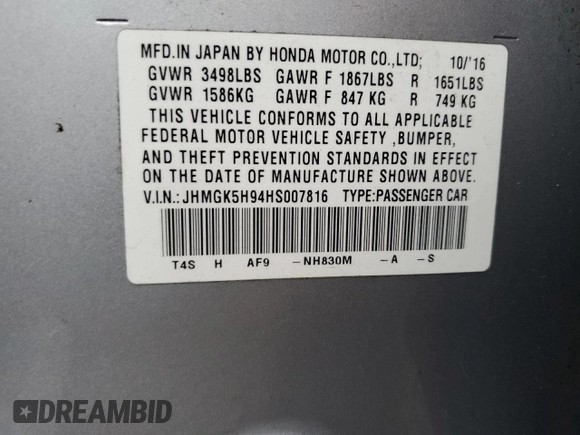 MFD.IN JAPAN BY HONDA MOTOR CO.,LTD; 10/'16
GVWR 3498LBS GAWR F 1867LBS R 1651LBS
GVWR 1586KG GAWR F 847 KG R 749 KG
THIS VEHICLE CONFORMS TO ALL APPLICABLE
FEDERAL MOTOR VEHICLE SAFETY ,BUMPER,
AND THEFT PREVENTION STANDARDS IN EFFECT
ON THE DATE OF MANUFACTURE SHOWN ABOVE.
V.I.N.:JHMGK5H94HS007816 TYPE:PASSENGER CAR
T4S H AF9 -NH830M -A -S
DREAMBID